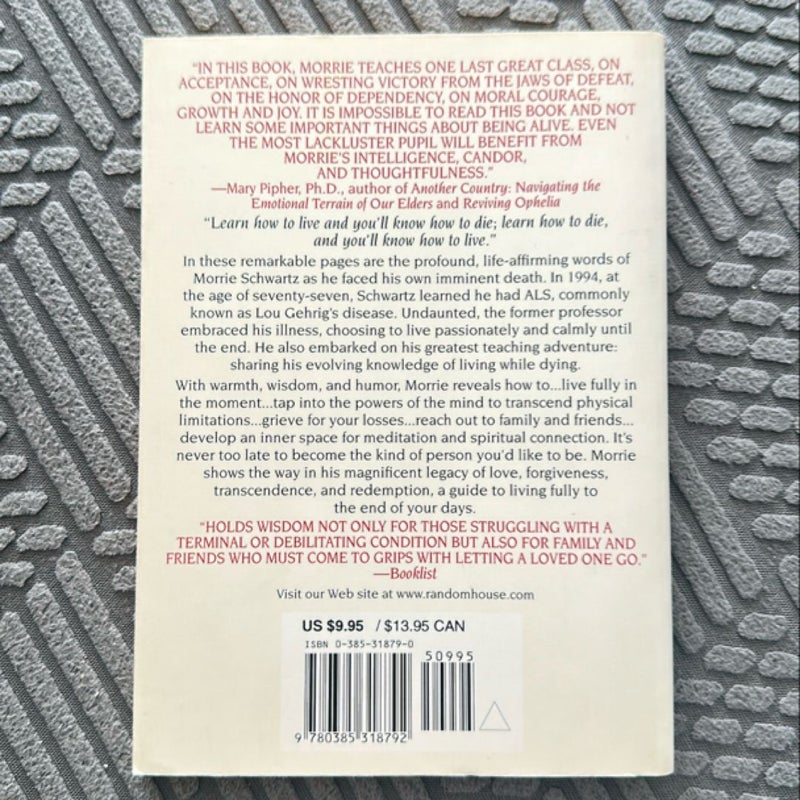 “IN THIS BOOK, MORRIE TEACHES ONE LAST GREAT CLASS, ON
ACCEPTANCE, ON WRESTING VICTORY FROM THE JAWS OF DEFEAT,
ON THE HONOR OF DEPENDENCY, ON MORAL COURAGE,
GROWTH AND JOY. IT IS IMPOSSIBLE TO READ THIS BOOK AND NOT
LEARN SOME IMPORTANT THINGS ABOUT BEING ALIVE. EVEN
THE MOST LACKLUSTER PUPIL WILL BENEFIT FROM
MORRIE'S INTELLIGENCE, CANDOR,
AND THOUGHTFULNESS.”
—Mary Pipher, Ph.D., author of Another Country: Navigating the
Emotional Terrain of Our Elders and Reviving Ophelia
“Learn how to live and you'll know how to die; learn how to die,
and you'll know how to live.”
In these remarkable pages are the profound, life-affirming words of
Morrie Schwartz as he faced his own imminent death. In 1994, at
the age of seventy-seven, Schwartz learned he had ALS, commonly
known as Lou Gehrig's disease. Undaunted, the former professor
embraced his illness, choosing to live passionately and calmly until
the end. He also embarked on his greatest teaching adventure:
sharing his evolving knowledge of living while dying.
With warmth, wisdom, and humor, Morrie reveals how to...live fully in
the moment...tap into the powers of the mind to transcend physical
limitations...grieve for your losses...reach out to family and friends...
develop an inner space for meditation and spiritual connection. It's
never too late to become the kind of person you'd like to be. Morrie
shows the way in his magnificent legacy of love, forgiveness,
transcendence, and redemption, a guide to living fully to
the end of your days.
“HOLDS WISDOM NOT ONLY FOR THOSE STRUGGLING WITH A
TERMINAL OR DEBILITATING CONDITION BUT ALSO FOR FAMILY AND
FRIENDS WHO MUST COME TO GRIPS WITH LETTING A LOVED ONE GO.”
—Booklist
Visit our Web site at www.randomhouse.com
US $9.95 / $13.95 CAN
ISBN 0-385-31879-0
50995
9 780385 318792